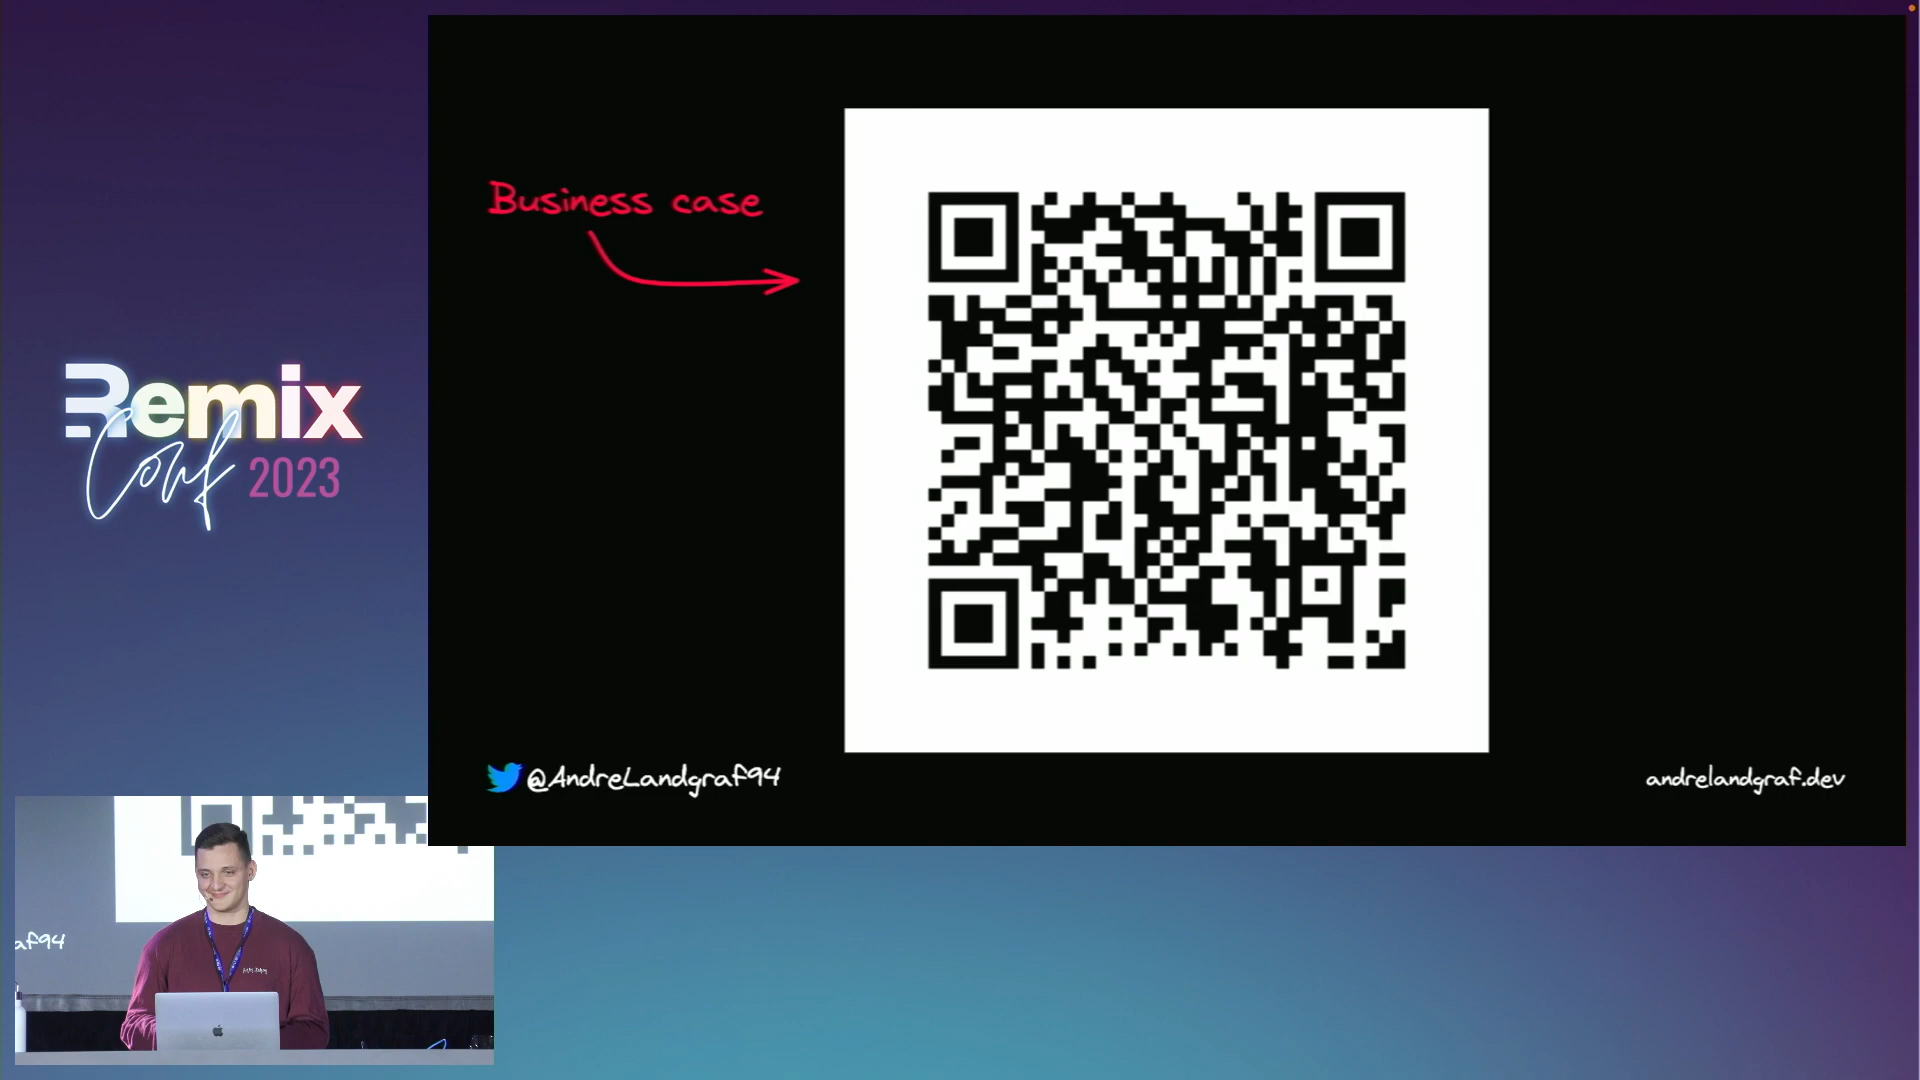 Business case
Remix
Conf 2023
@AndreLandgraf94
andrelandgraf.dev
af94